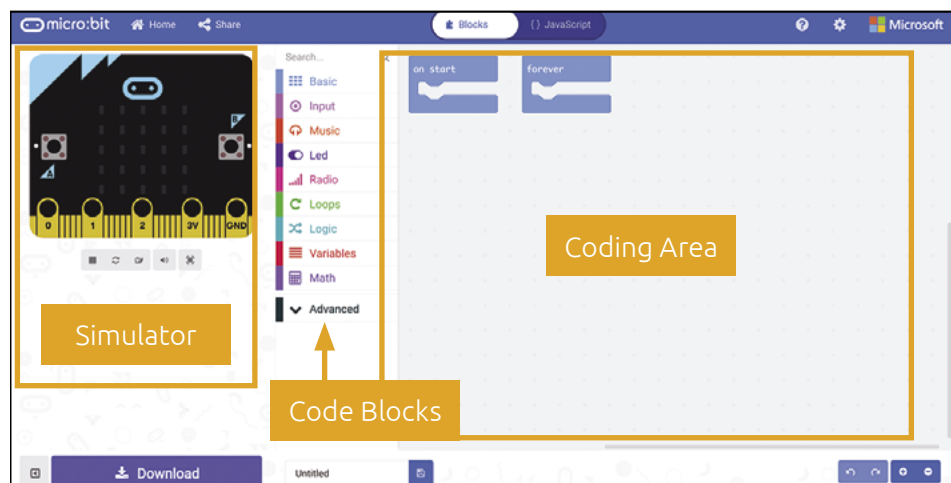 micro:bit Home Share Blocks {} JavaScript ? Microsoft
Search...
Basic
Input
Music
Led
Radio
Loops
Logic
Variables
Math
Advanced
on start
forever
B
A
0 1 2 3V GND
Simulator
Coding Area
Code Blocks
Download
Untitled